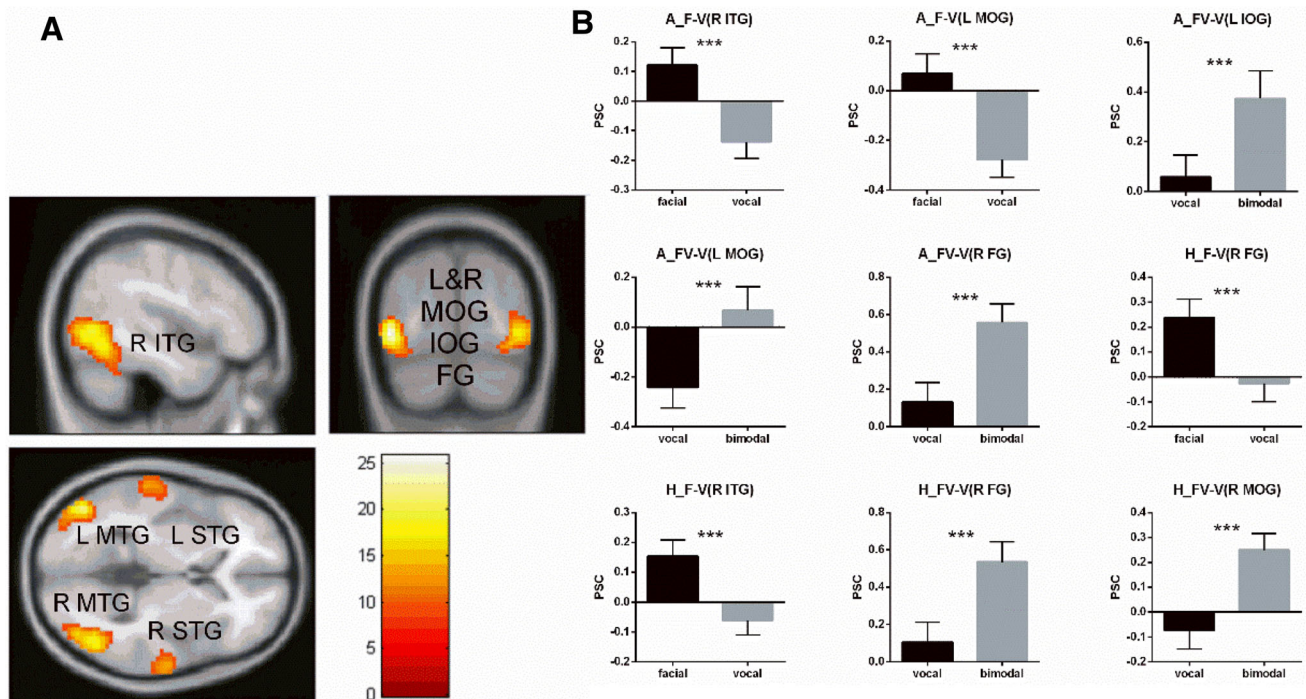 A
B
R ITG
L&R
MOG
IOG
FG
L MTG L STG
R MTG
R STG
25
20
15
10
5
0
A_F-V(R ITG)
PSC
0.2
0.1
0.0
-0.1
-0.2
-0.3
***
facial vocal
A_F-V(L MOG)
PSC
0.2
0.0
-0.2
-0.4
***
facial vocal
A_FV-V(L IOG)
PSC
0.6
0.4
0.2
0.0
***
vocal bimodal
A_FV-V(L MOG)
PSC
0.2
0.0
-0.2
-0.4
***
vocal bimodal
A_FV-V(R FG)
PSC
0.8
0.6
0.4
0.2
0.0
***
vocal bimodal
H_F-V(R FG)
PSC
0.4
0.3
0.2
0.1
0.0
-0.1
-0.2
***
facial vocal
H_F-V(R ITG)
PSC
0.3
0.2
0.1
0.0
-0.1
-0.2
***
facial vocal
H_FV-V(R FG)
PSC
0.8
0.6
0.4
0.2
0.0
***
vocal bimodal
H_FV-V(R MOG)
PSC
0.4
0.3
0.2
0.1
0.0
-0.1
-0.2
***
vocal bimodal